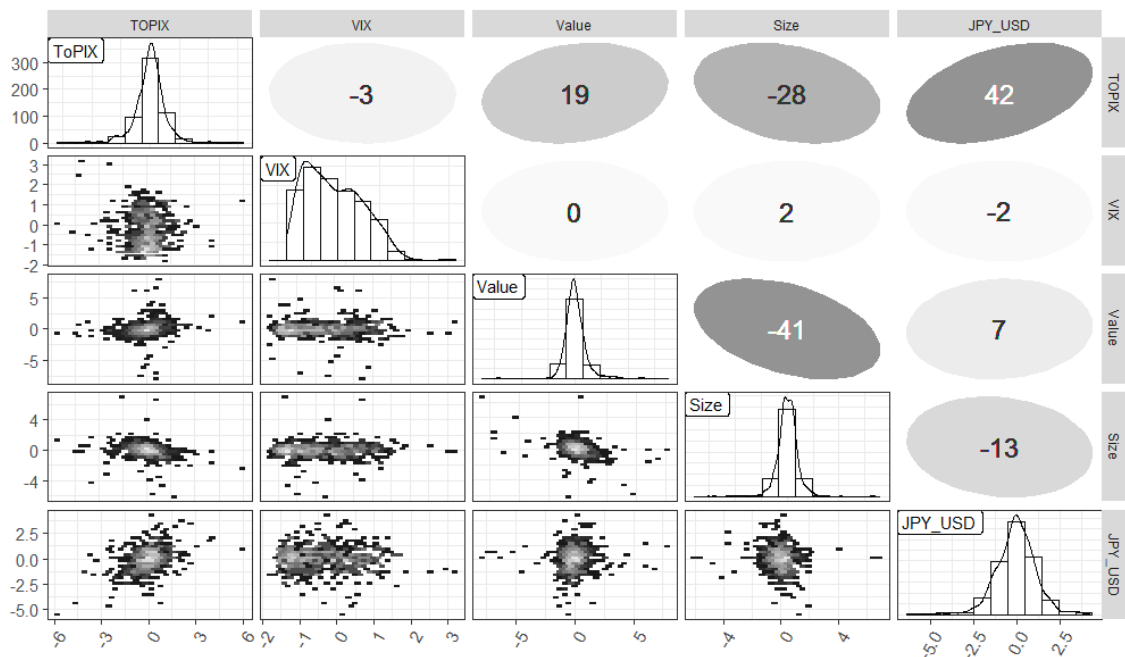 TOPIX VIX Value Size JPY_USD
ToPIX
300
200
100
0
-3 19 -28 42
TOPIX
3
2
1
0
-1
-2
VIX
0 2 -2
VIX
5
0
-5
Value
-41 7
Value
4
0
-4
Size
-13
Size
2.5
0.0
-2.5
-5.0
JPY_USD
JPY_USD
-6 -3 0 3 6 -2 -1 0 1 2 3 -5 0 5 -4 0 4 -5.0 -2.5 0.0 2.5